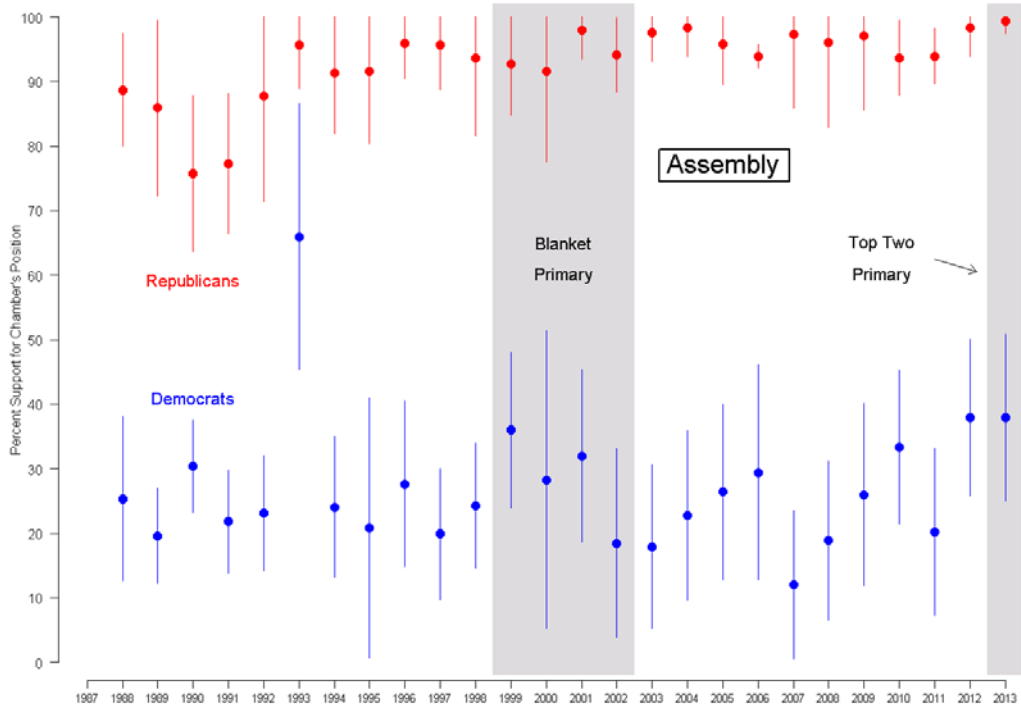 100
90
80
70
60
50
40
30
20
10
0
Percent Support for Chamber's Position
Assembly
Blanket
Primary
Top Two
Primary
Republicans
Democrats
1987 1988 1989 1990 1991 1992 1993 1994 1995 1996 1997 1998 1999 2000 2001 2002 2003 2004 2005 2006 2007 2008 2009 2010 2011 2012 2013